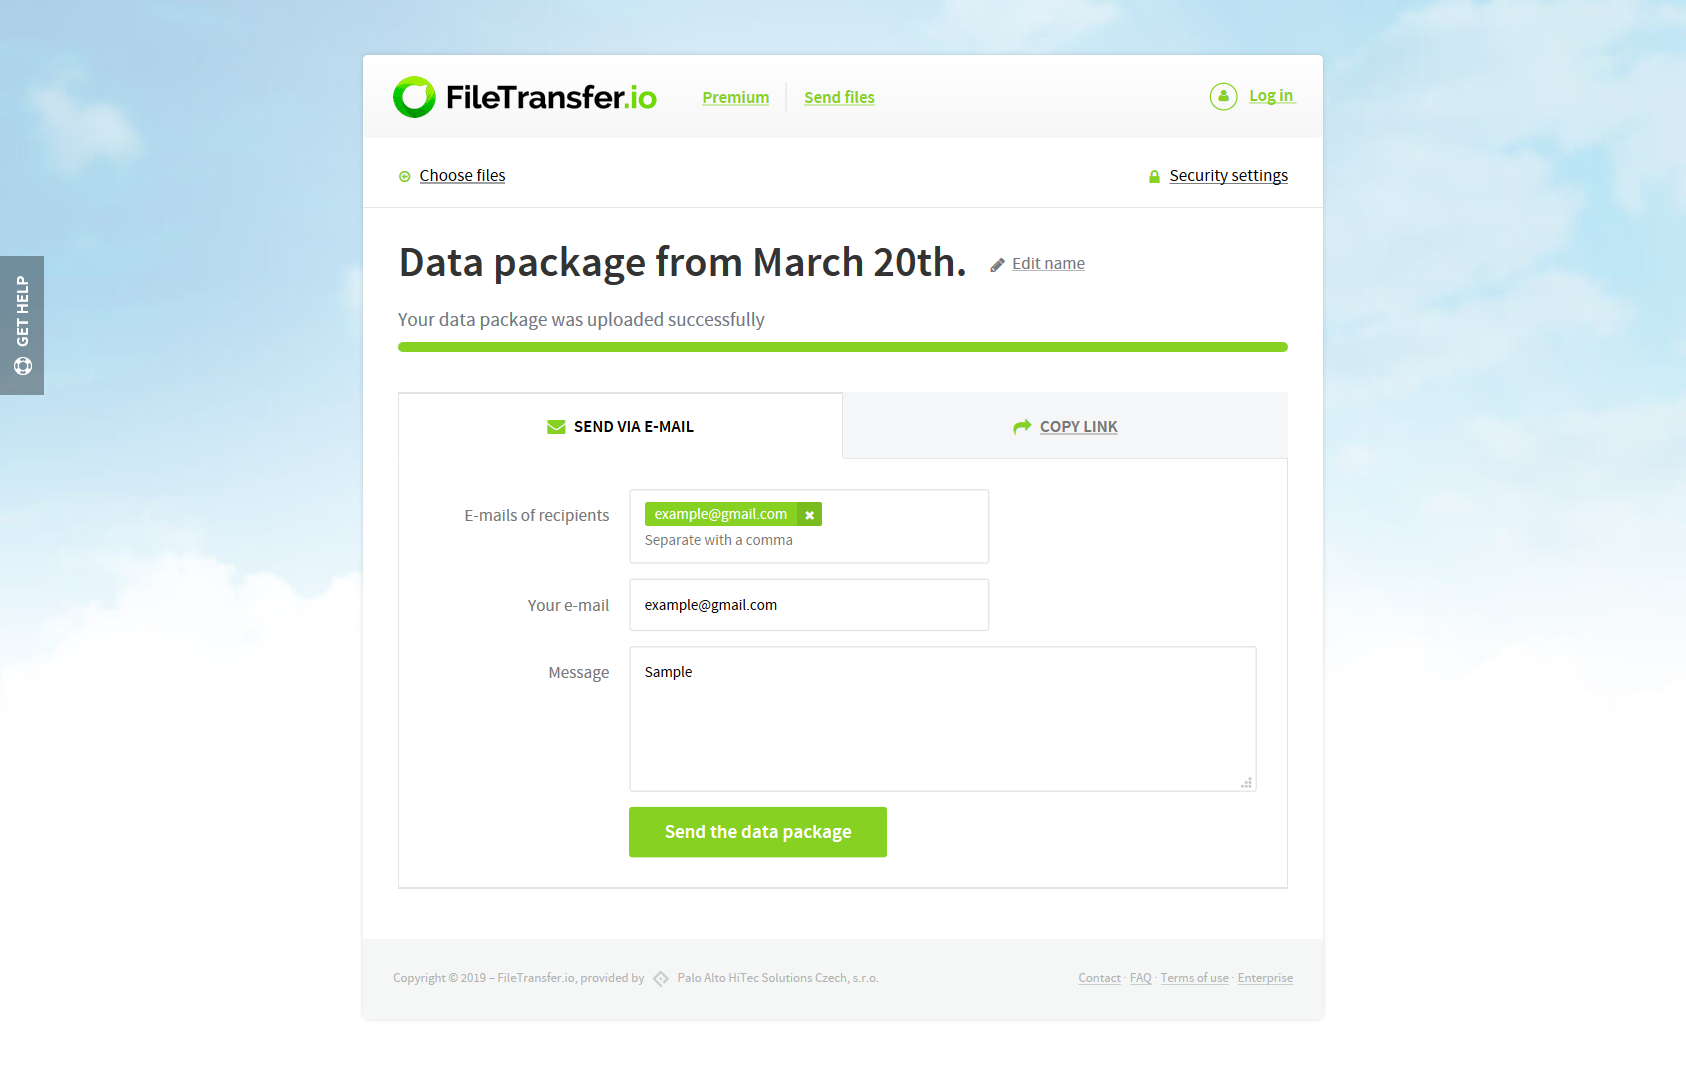 FileTransfer.io
Premium
Send files
Log in
Choose files
Security settings
Data package from March 20th.
Edit name
Your data package was uploaded successfully
GET HELP
SEND VIA E-MAIL
COPY LINK
E-mails of recipients
example@gmail.com
Separate with a comma
Your e-mail
example@gmail.com
Message
Sample
Send the data package
Copyright © 2019 – FileTransfer.io, provided by Palo Alto HiTec Solutions Czech, s.r.o.
Contact · FAQ · Terms of use · Enterprise